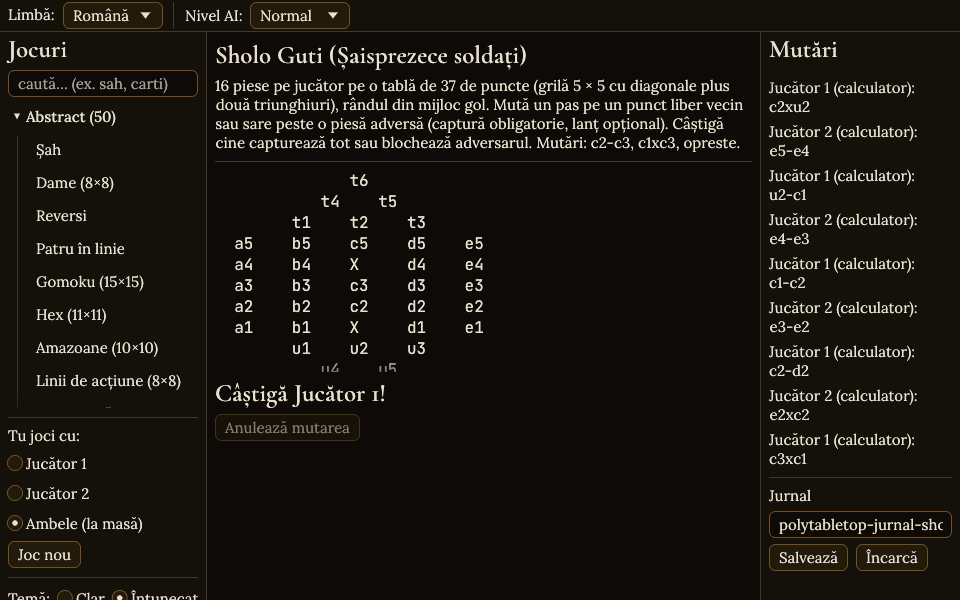 Limbă: Română ▼ Nivel AI: Normal ▼
Jocuri
caută... (ex. sah, carti)
▼ Abstract (50)
Șah
Dame (8×8)
Reversi
Patru în linie
Gomoku (15×15)
Hex (11×11)
Amazoane (10×10)
Linii de acțiune (8×8)
Tu joci cu:
Jucător 1
Jucător 2
Ambele (la masă)
Joc nou
Temă: Clar Întunecat
Sholo Guti (Șaisprezece soldați)
16 piese pe jucător pe o tablă de 37 de puncte (grilă 5 × 5 cu diagonale plus
două triunghiuri), rândul din mijloc gol. Mută un pas pe un punct liber vecin
sau sare peste o piesă adversă (captură obligatorie, lanț opțional). Câștigă
cine capturează tot sau blochează adversarul. Mutări: c2-c3, c1xc3, opreste.
t6
t4 t5
t1 t2 t3
a5 b5 c5 d5 e5
a4 b4 X d4 e4
a3 b3 c3 d3 e3
a2 b2 c2 d2 e2
a1 b1 X d1 e1
u1 u2 u3
u4 u5
Câștigă Jucător 1!
Anulează mutarea
Mutări
Jucător 1 (calculator):
c2xu2
Jucător 2 (calculator):
e5-e4
Jucător 1 (calculator):
u2-c1
Jucător 2 (calculator):
e4-e3
Jucător 1 (calculator):
c1-c2
Jucător 2 (calculator):
e3-e2
Jucător 1 (calculator):
c2-d2
Jucător 2 (calculator):
e2xc2
Jucător 1 (calculator):
c3xc1
Jurnal
polytabletop-jurnal-sho
Salvează Încarcă